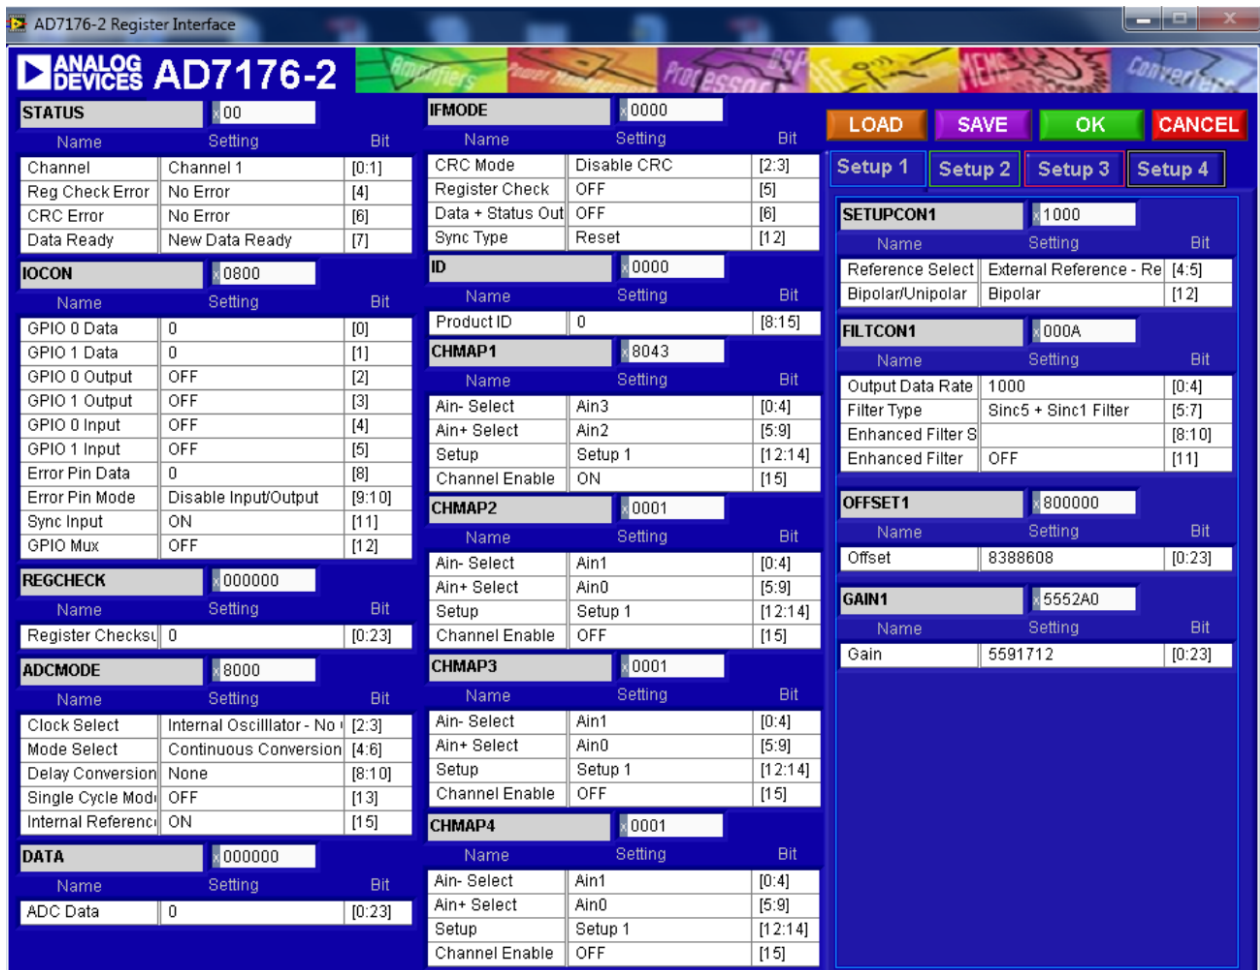 AD7176-2 Register Interface
ANALOG DEVICES AD7176-2
Amplifiers Power Management Processors DSP MEMS Converters
STATUS x 00
Name Setting Bit
Channel Channel 1 [0:1]
Reg Check Error No Error [4]
CRC Error No Error [6]
Data Ready New Data Ready [7]
IOCON x 0800
Name Setting Bit
GPIO 0 Data 0 [0]
GPIO 1 Data 0 [1]
GPIO 0 Output OFF [2]
GPIO 1 Output OFF [3]
GPIO 0 Input OFF [4]
GPIO 1 Input OFF [5]
Error Pin Data 0 [8]
Error Pin Mode Disable Input/Output [9:10]
Sync Input ON [11]
GPIO Mux OFF [12]
REGCHECK x 000000
Name Setting Bit
Register Checksu 0 [0:23]
ADCMODE x 8000
Name Setting Bit
Clock Select Internal Oscilllator - No [2:3]
Mode Select Continuous Conversion [4:6]
Delay Conversion None [8:10]
Single Cycle Mod OFF [13]
Internal Referenc ON [15]
DATA x 000000
Name Setting Bit
ADC Data 0 [0:23]
IFMODE x 0000
Name Setting Bit
CRC Mode Disable CRC [2:3]
Register Check OFF [5]
Data + Status Out OFF [6]
Sync Type Reset [12]
ID x 0000
Name Setting Bit
Product ID 0 [8:15]
CHMAP1 x 8043
Name Setting Bit
Ain- Select Ain3 [0:4]
Ain+ Select Ain2 [5:9]
Setup Setup 1 [12:14]
Channel Enable ON [15]
CHMAP2 x 0001
Name Setting Bit
Ain- Select Ain1 [0:4]
Ain+ Select Ain0 [5:9]
Setup Setup 1 [12:14]
Channel Enable OFF [15]
CHMAP3 x 0001
Name Setting Bit
Ain- Select Ain1 [0:4]
Ain+ Select Ain0 [5:9]
Setup Setup 1 [12:14]
Channel Enable OFF [15]
CHMAP4 x 0001
Name Setting Bit
Ain- Select Ain1 [0:4]
Ain+ Select Ain0 [5:9]
Setup Setup 1 [12:14]
Channel Enable OFF [15]
LOAD SAVE OK CANCEL
Setup 1 Setup 2 Setup 3 Setup 4
SETUPCON1 x 1000
Name Setting Bit
Reference Select External Reference - Re [4:5]
Bipolar/Unipolar Bipolar [12]
FILTCON1 x 000A
Name Setting Bit
Output Data Rate 1000 [0:4]
Filter Type Sinc5 + Sinc1 Filter [5:7]
Enhanced Filter S [8:10]
Enhanced Filter OFF [11]
OFFSET1 x 800000
Name Setting Bit
Offset 8388608 [0:23]
GAIN1 x 5552A0
Name Setting Bit
Gain 5591712 [0:23]